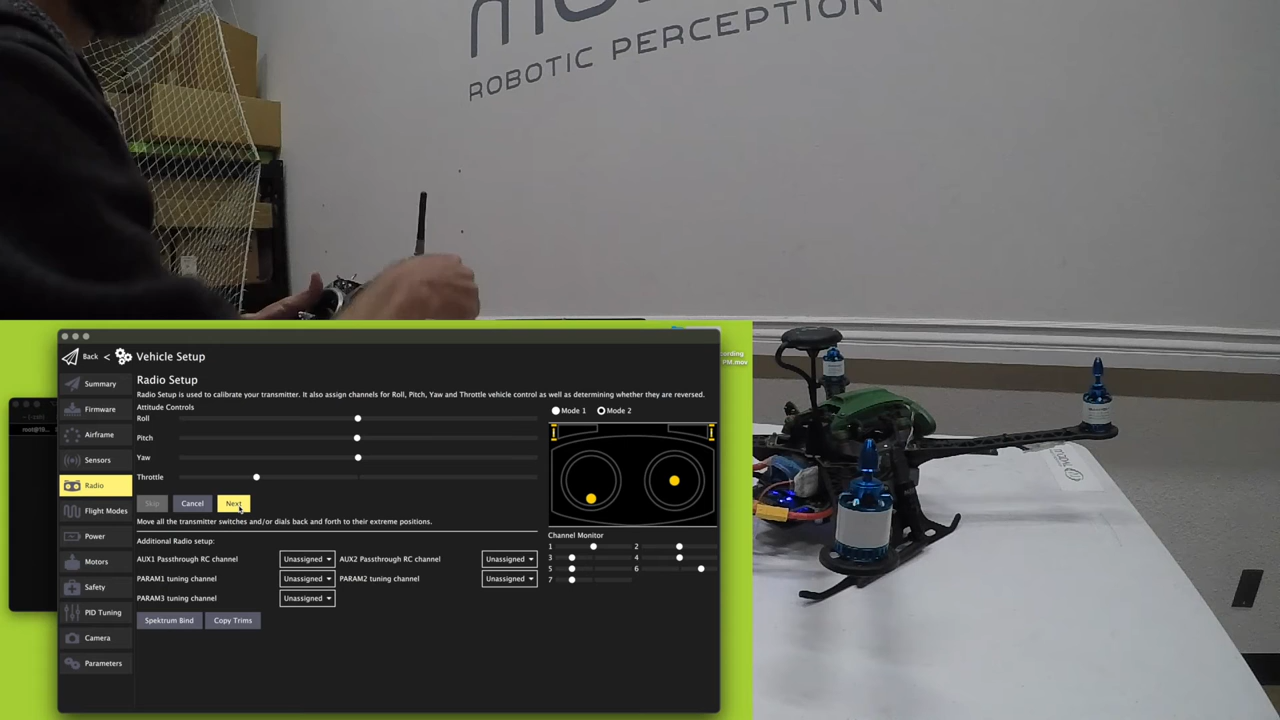 ROBOTIC PERCEPTION
Back < Vehicle Setup
Summary
Firmware
Airframe
Sensors
Radio
Flight Modes
Power
Motors
Safety
PID Tuning
Camera
Parameters
Radio Setup
Radio Setup is used to calibrate your transmitter. It also assign channels for Roll, Pitch, Yaw and Throttle vehicle control as well as determining whether they are reversed.
Attitude Controls
Roll
Pitch
Yaw
Throttle
Skip Cancel Next
Move all the transmitter switches and/or dials back and forth to their extreme positions.
Additional Radio setup:
AUX1 Passthrough RC channel Unassigned AUX2 Passthrough RC channel Unassigned
PARAM1 tuning channel Unassigned PARAM2 tuning channel Unassigned
PARAM3 tuning channel Unassigned
Spektrum Bind Copy Trims
Mode 1 Mode 2
Channel Monitor
1 2
3 4
5 6
7
PM.mov